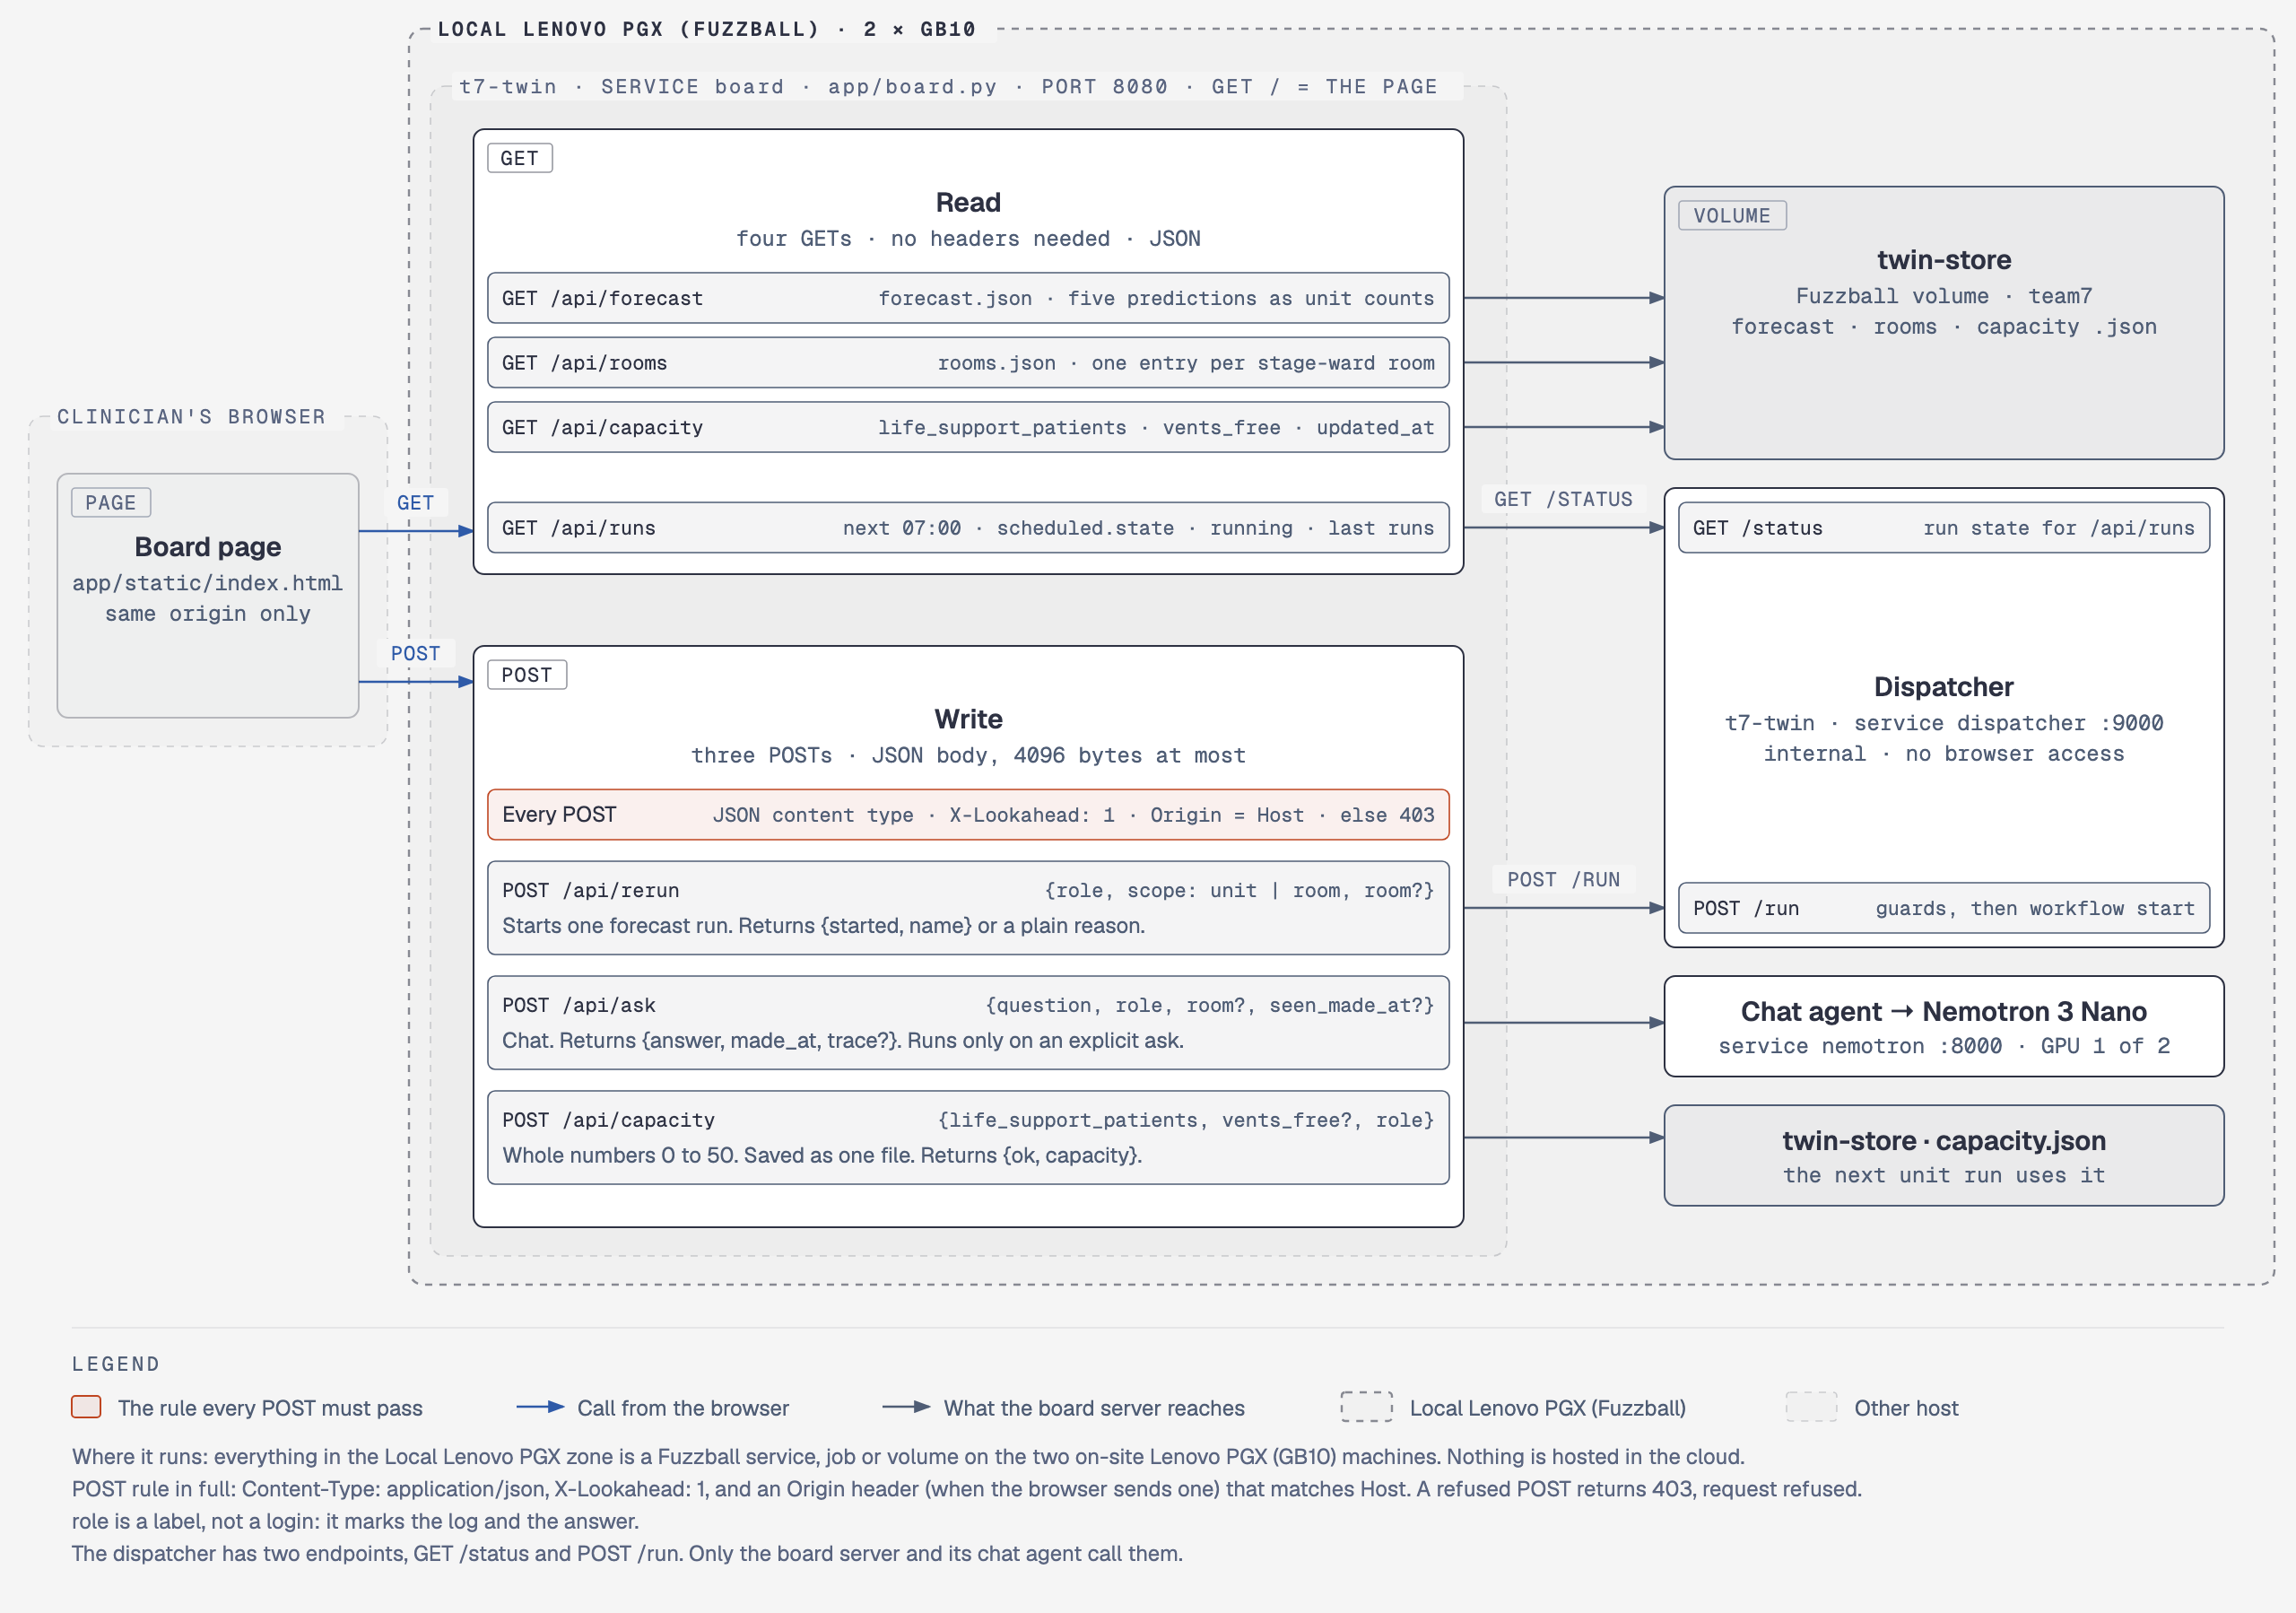 LOCAL LENOVO PGX (FUZZBALL) · 2 × GB10
t7-twin · SERVICE board · app/board.py · PORT 8080 · GET / = THE PAGE
CLINICIAN'S BROWSER
PAGE
Board page
app/static/index.html
same origin only
GET
POST
GET
Read
four GETs · no headers needed · JSON
GET /api/forecast forecast.json · five predictions as unit counts
GET /api/rooms rooms.json · one entry per stage-ward room
GET /api/capacity life_support_patients · vents_free · updated_at
GET /api/runs next 07:00 · scheduled.state · running · last runs
POST
Write
three POSTs · JSON body, 4096 bytes at most
Every POST JSON content type · X-Lookahead: 1 · Origin = Host · else 403
POST /api/rerun {role, scope: unit | room, room?}
Starts one forecast run. Returns {started, name} or a plain reason.
POST /api/ask {question, role, room?, seen_made_at?}
Chat. Returns {answer, made_at, trace?}. Runs only on an explicit ask.
POST /api/capacity {life_support_patients, vents_free?, role}
Whole numbers 0 to 50. Saved as one file. Returns {ok, capacity}.
GET /STATUS
POST /RUN
VOLUME
twin-store
Fuzzball volume · team7
forecast · rooms · capacity .json
GET /status run state for /api/runs
Dispatcher
t7-twin · service dispatcher :9000
internal · no browser access
POST /run guards, then workflow start
Chat agent → Nemotron 3 Nano
service nemotron :8000 · GPU 1 of 2
twin-store · capacity.json
the next unit run uses it
LEGEND
The rule every POST must pass
Call from the browser
What the board server reaches
Local Lenovo PGX (Fuzzball)
Other host
Where it runs: everything in the Local Lenovo PGX zone is a Fuzzball service, job or volume on the two on-site Lenovo PGX (GB10) machines. Nothing is hosted in the cloud.
POST rule in full: Content-Type: application/json, X-Lookahead: 1, and an Origin header (when the browser sends one) that matches Host. A refused POST returns 403, request refused.
role is a label, not a login: it marks the log and the answer.
The dispatcher has two endpoints, GET /status and POST /run. Only the board server and its chat agent call them.